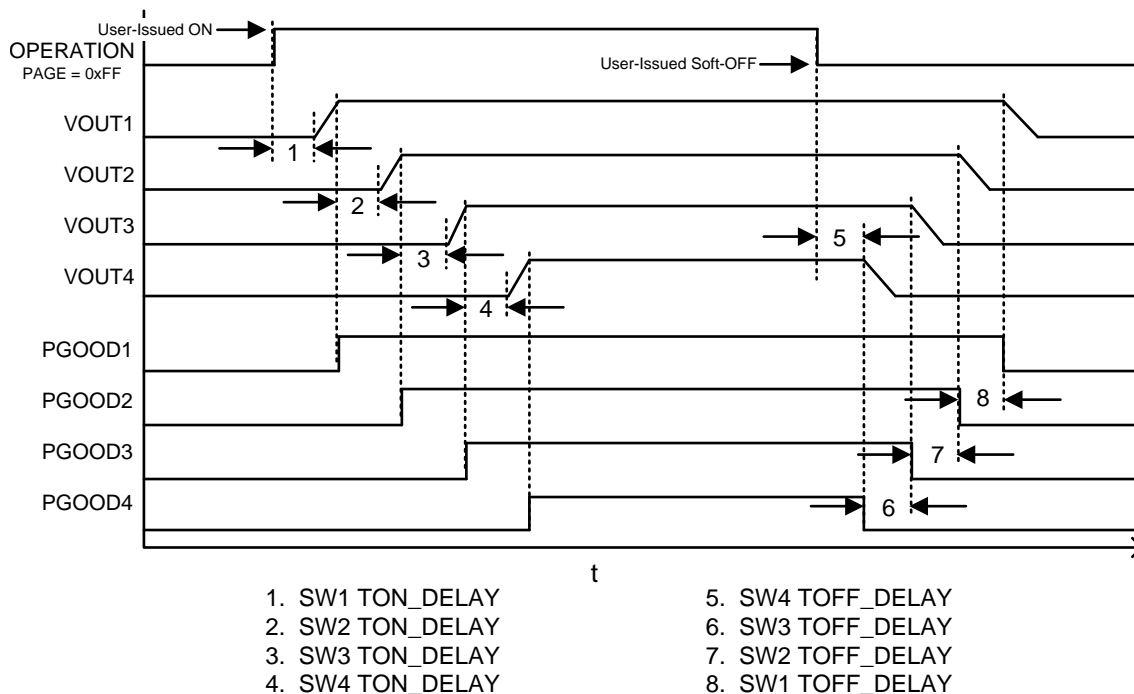 User-Issued ON
OPERATION
PAGE = 0xFF
User-Issued Soft-OFF
VOUT1
1
VOUT2
2
VOUT3
3
5
VOUT4
4
PGOOD1
PGOOD2
8
PGOOD3
7
PGOOD4
6
t
1. SW1 TON_DELAY
2. SW2 TON_DELAY
3. SW3 TON_DELAY
4. SW4 TON_DELAY
5. SW4 TOFF_DELAY
6. SW3 TOFF_DELAY
7. SW2 TOFF_DELAY
8. SW1 TOFF_DELAY